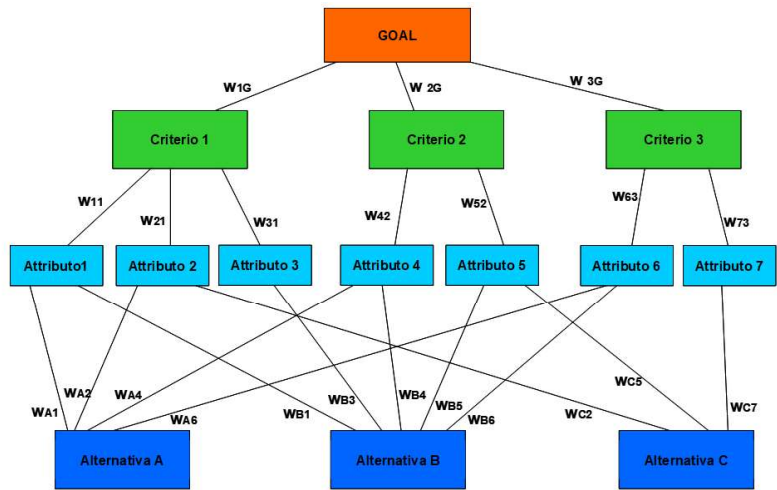 GOAL
W1G
W 2G
W 3G
Criterio 1
Criterio 2
Criterio 3
W11
W21
W31
W42
W52
W63
W73
Attributo1
Attributo 2
Attributo 3
Attributo 4
Attributo 5
Attributo 6
Attributo 7
WA1
WA2
WA4
WA6
WB1
WB3
WB4
WB5
WB6
WC2
WC5
WC7
Alternativa A
Alternativa B
Alternativa C